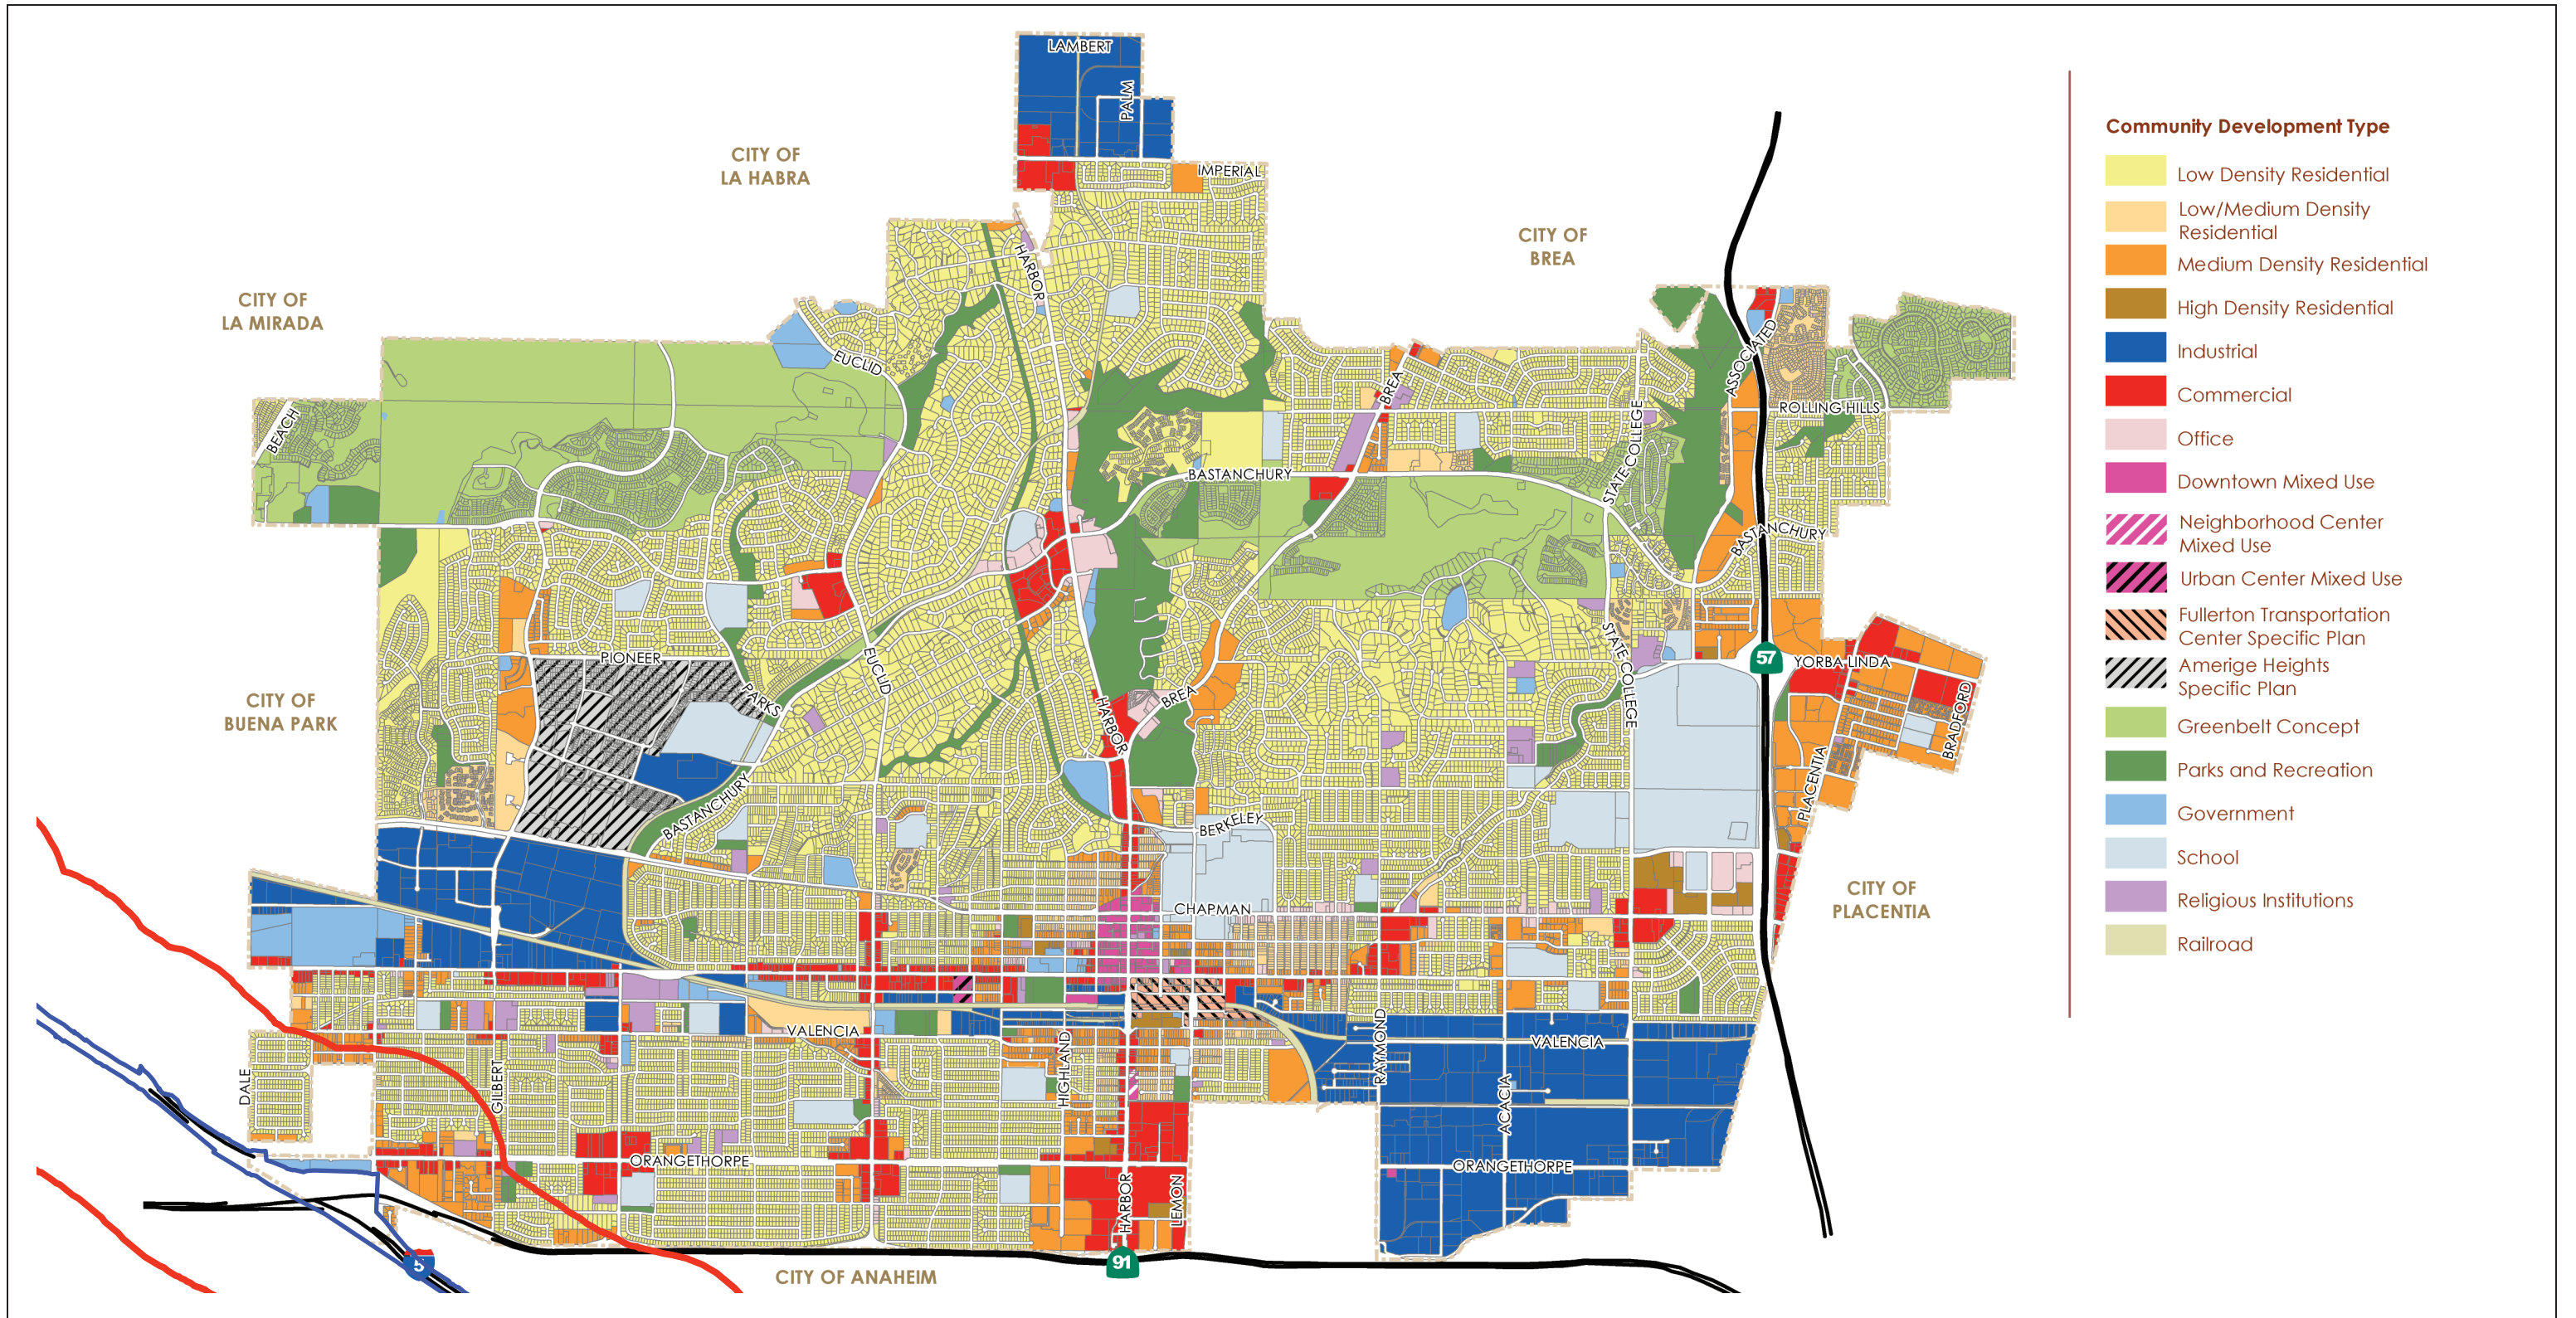 LAMBERT
PALM
IMPERIAL
CITY OF
LA HABRA
CITY OF
BREA
CITY OF
LA MIRADA
HARBOR
EUCLID
BEACH
BREA
STATE COLLEGE
ASSOCIATED
ROLLING HILLS
BASTANCHURY
BASTANCHURY
PIONEER
PARKS
EUCLID
HARBOR
BREA
STATE COLLEGE
57
YORBA LINDA
BRADFORD
PLACENTIA
CITY OF
BUENA PARK
BASTANCHURY
BERKELEY
CHAPMAN
CITY OF
PLACENTIA
VALENCIA
HIGHLAND
RAYMOND
VALENCIA
DALE
GILBERT
ACACIA
ORANGETHORPE
ORANGETHORPE
HARBOR
LEMON
5
91
CITY OF ANAHEIM
Community Development Type
Low Density Residential
Low/Medium Density
Residential
Medium Density Residential
High Density Residential
Industrial
Commercial
Office
Downtown Mixed Use
Neighborhood Center
Mixed Use
Urban Center Mixed Use
Fullerton Transportation
Center Specific Plan
Amerige Heights
Specific Plan
Greenbelt Concept
Parks and Recreation
Government
School
Religious Institutions
Railroad